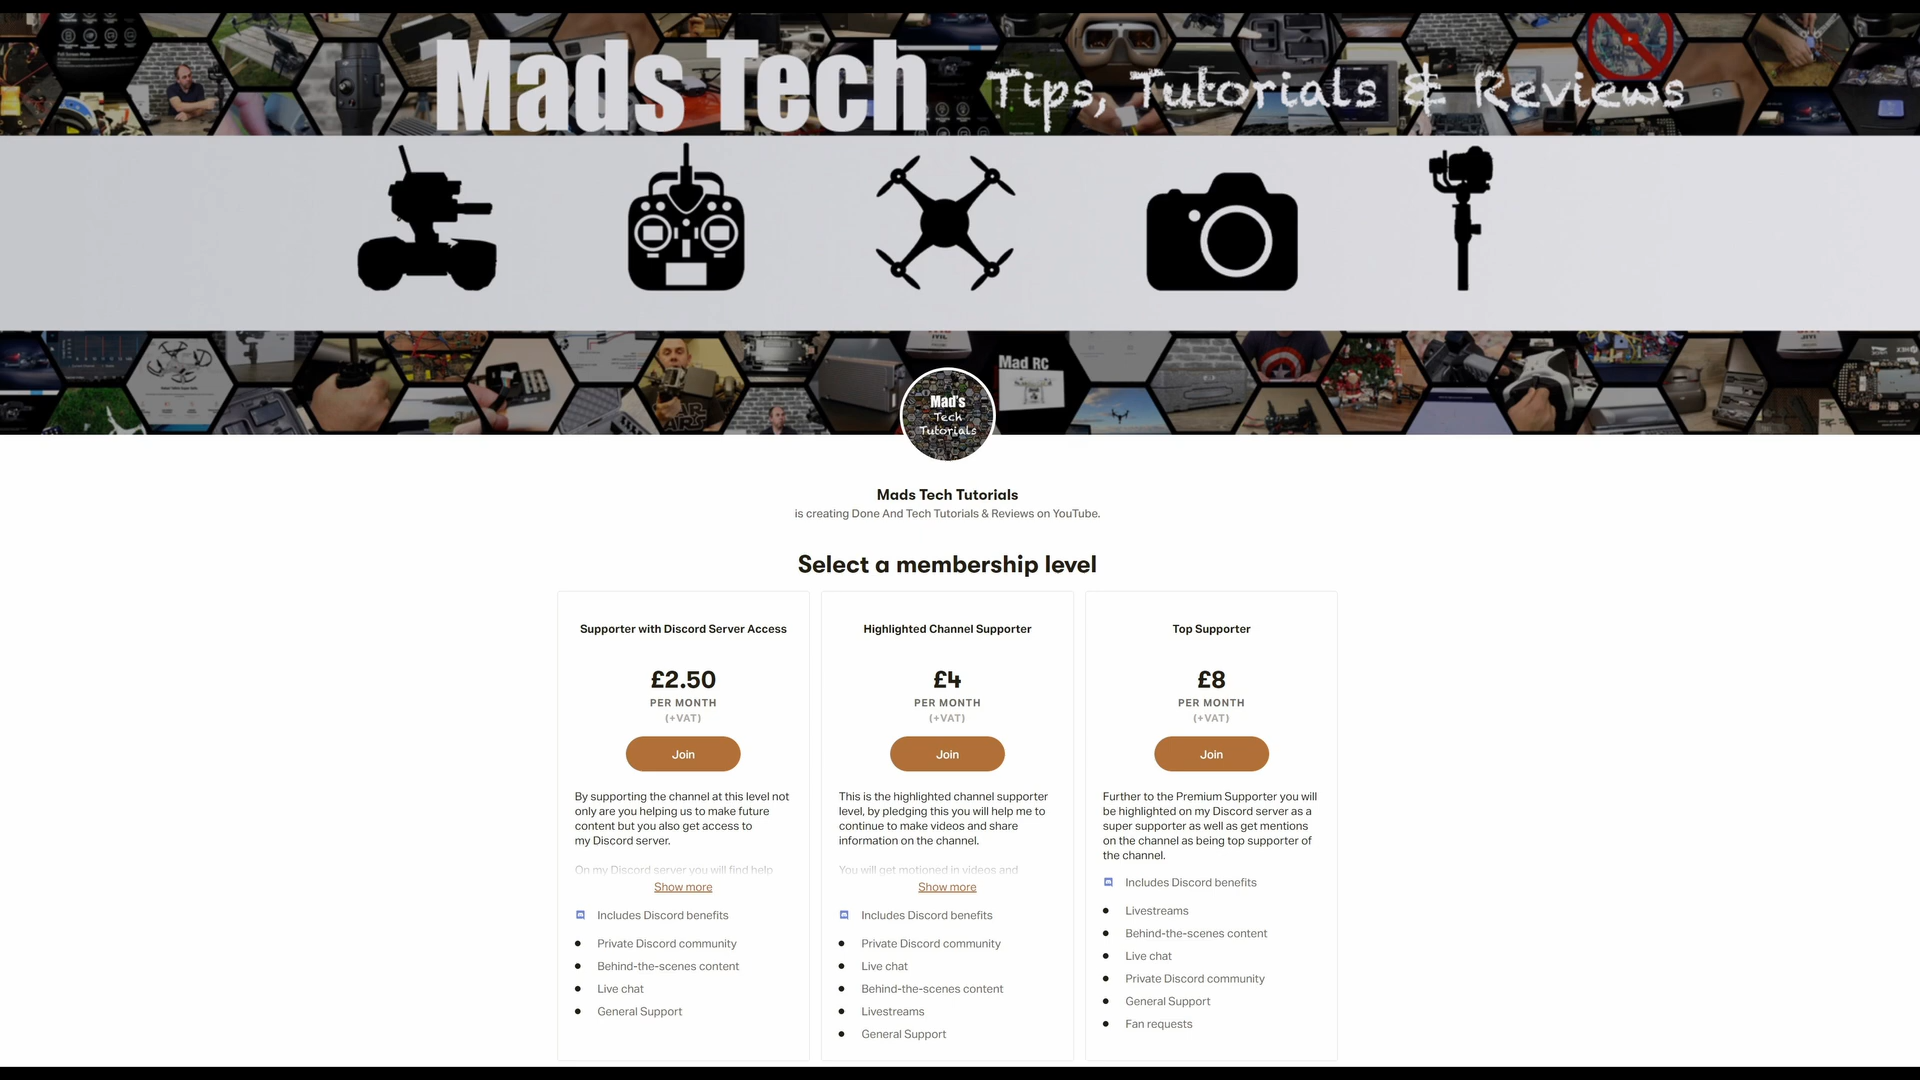 Mads Tech Tips, Tutorials & Reviews
Mad RC
Mad's
Tech
Tutorials
Mads Tech Tutorials
is creating Done And Tech Tutorials & Reviews on YouTube.
Select a membership level
Supporter with Discord Server Access
£2.50
PER MONTH
(+VAT)
Join
By supporting the channel at this level not
only are you helping us to make future
content but you also get access to
my Discord server.
On my Discord server you will find help
Show more
Includes Discord benefits
Private Discord community
Behind-the-scenes content
Live chat
General Support
Highlighted Channel Supporter
£4
PER MONTH
(+VAT)
Join
This is the highlighted channel supporter
level, by pledging this you will help me to
continue to make videos and share
information on the channel.
You will get motioned in videos and
Show more
Includes Discord benefits
Private Discord community
Live chat
Behind-the-scenes content
Livestreams
General Support
Top Supporter
£8
PER MONTH
(+VAT)
Join
Further to the Premium Supporter you will
be highlighted on my Discord server as a
super supporter as well as get mentions
on the channel as being top supporter of
the channel.
Includes Discord benefits
Livestreams
Behind-the-scenes content
Live chat
Private Discord community
General Support
Fan requests